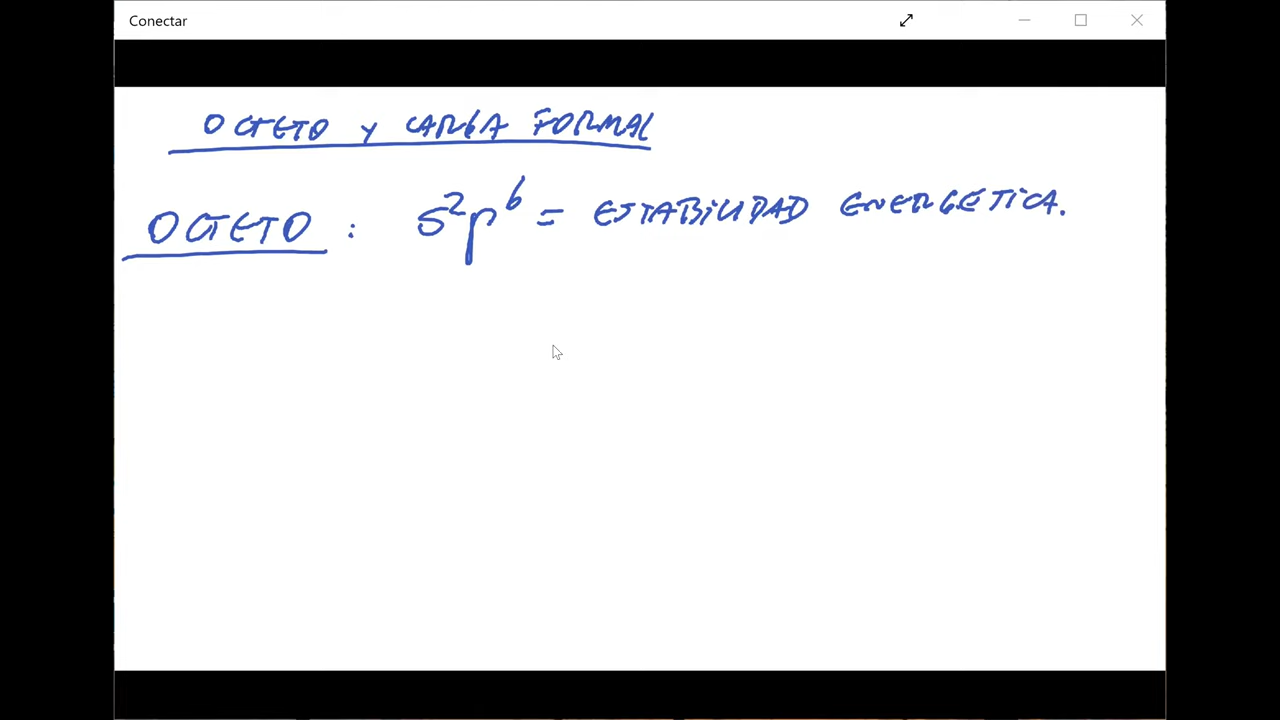 Conectar
OCTETO Y CARGA FORMAL
OCTETO : s²p⁶ = ESTABILIDAD ENERGETICA.